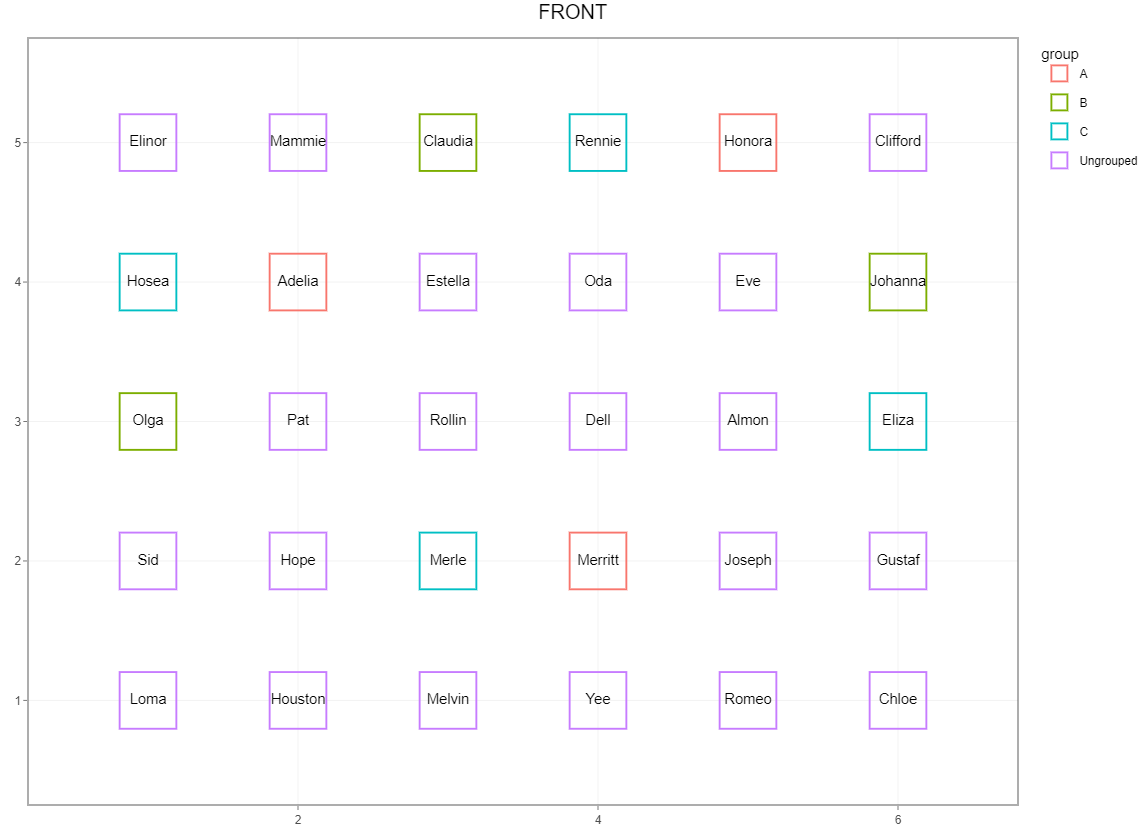 FRONT
group
A
B
C
Ungrouped
5 Elinor Mammie Claudia Rennie Honora Clifford
4 Hosea Adelia Estella Oda Eve Johanna
3 Olga Pat Rollin Dell Almon Eliza
2 Sid Hope Merle Merritt Joseph Gustaf
1 Loma Houston Melvin Yee Romeo Chloe
2 4 6